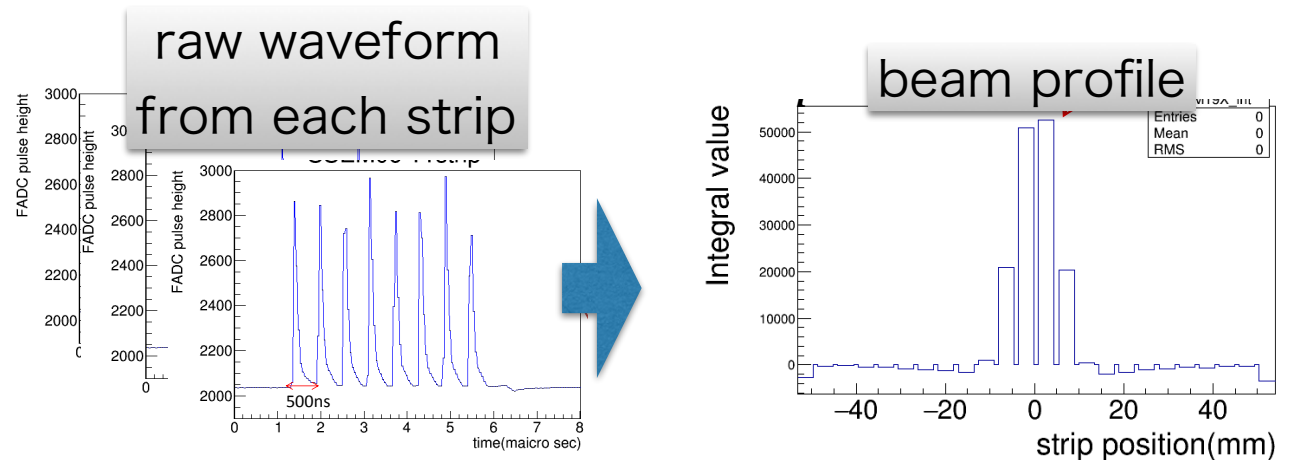 raw waveform
from each strip
FADC pulse height
3000
2800
2600
2400
2200
2000
0
FADC pulse height
2800
2600
2400
2200
2000
0
FADC pulse height
3000
2800
2600
2400
2200
2000
500ns
0 1 2 3 4 5 6 7 8
time(maicro sec)
beam profile
Entries 0
Mean 0
RMS 0
Integral value
50000
40000
30000
20000
10000
0
−40 −20 0 20 40
strip position(mm)